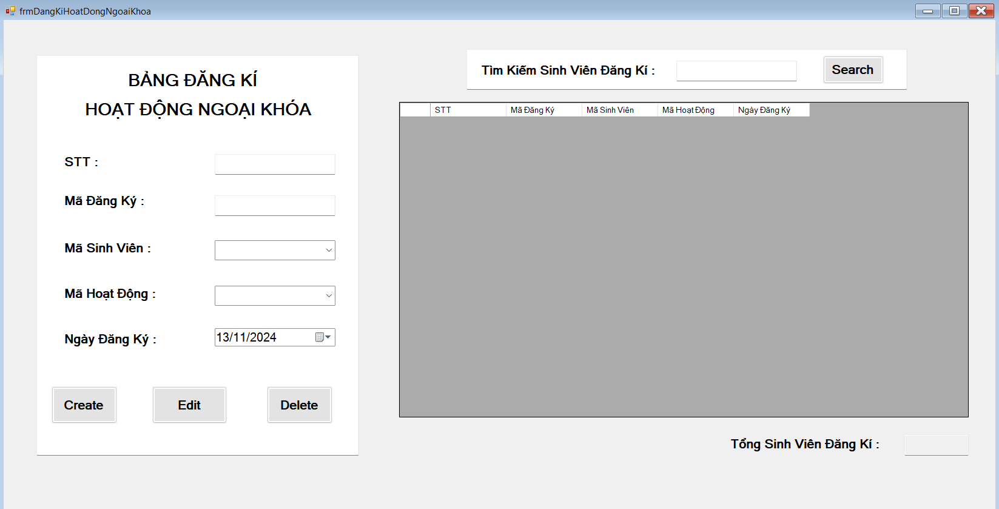 frmDangKiHoatDongNgoaiKhoa
BẢNG ĐĂNG KÍ
HOẠT ĐỘNG NGOẠI KHÓA
STT :
Mã Đăng Ký :
Mã Sinh Viên :
Mã Hoạt Động :
Ngày Đăng Ký :
13/11/2024
Create
Edit
Delete
Tìm Kiếm Sinh Viên Đăng Kí :
Search
STT Mã Đăng Ký Mã Sinh Viên Mã Hoạt Động Ngày Đăng Ký
Tổng Sinh Viên Đăng Kí :